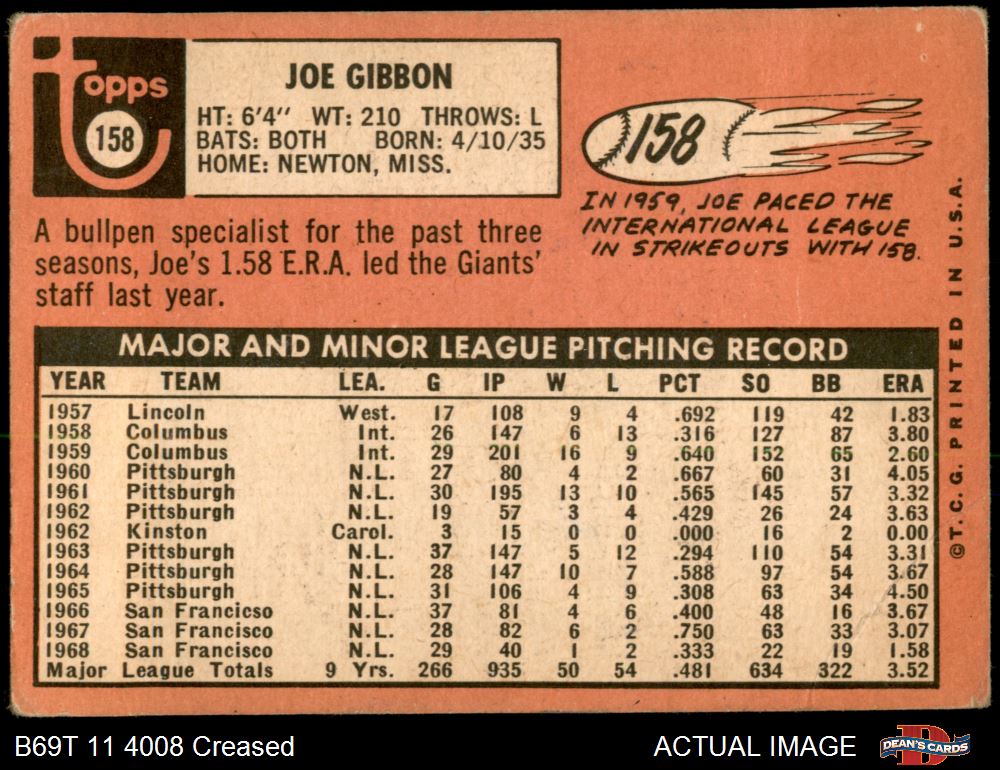 topps
158
JOE GIBBON
HT: 6'4" WT: 210 THROWS: L
BATS: BOTH BORN: 4/10/35
HOME: NEWTON, MISS.
158
IN 1959, JOE PACED THE
INTERNATIONAL LEAGUE
IN STRIKEOUTS WITH 158.
A bullpen specialist for the past three
seasons, Joe's 1.58 E.R.A. led the Giants'
staff last year.
MAJOR AND MINOR LEAGUE PITCHING RECORD
YEAR TEAM LEA. G IP W L PCT SO BB ERA
1957 Lincoln West. 17 108 9 4 .692 119 42 1.83
1958 Columbus Int. 26 147 6 13 .316 127 87 3.80
1959 Columbus Int. 29 201 16 9 .640 152 65 2.60
1960 Pittsburgh N.L. 27 80 4 2 .667 60 31 4.05
1961 Pittsburgh N.L. 30 195 13 10 .565 145 57 3.32
1962 Pittsburgh N.L. 19 57 3 4 .429 26 24 3.63
1962 Kinston Carol. 3 15 0 0 .000 16 2 0.00
1963 Pittsburgh N.L. 37 147 5 12 .294 110 54 3.31
1964 Pittsburgh N.L. 28 147 10 7 .588 97 54 3.67
1965 Pittsburgh N.L. 31 106 4 9 .308 63 34 4.50
1966 San Francicso N.L. 37 81 4 6 .400 48 16 3.67
1967 San Francisco N.L. 28 82 6 2 .750 63 33 3.07
1968 San Francisco N.L. 29 40 1 2 .333 22 19 1.58
Major League Totals 9 Yrs. 266 935 50 54 .481 634 322 3.52
©T.C.G. PRINTED IN U.S.A.
B69T 11 4008 Creased
ACTUAL IMAGE
D
DEAN'S CARDS